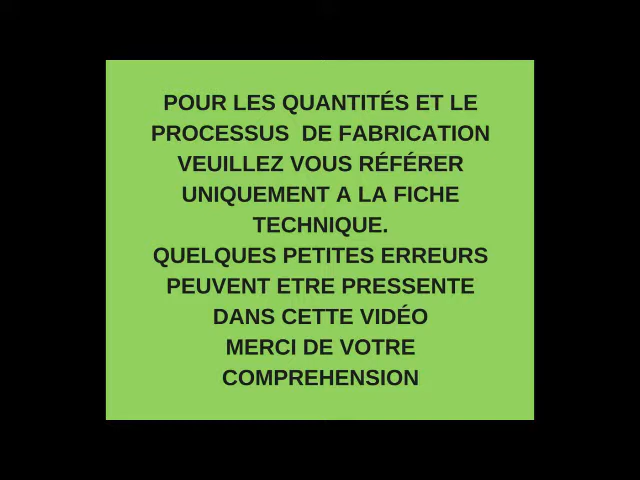 POUR LES QUANTITÉS ET LE
PROCESSUS  DE FABRICATION
VEUILLEZ VOUS RÉFÉRER
UNIQUEMENT A LA FICHE
TECHNIQUE.
QUELQUES PETITES ERREURS
PEUVENT ETRE PRESSENTE
DANS CETTE VIDÉO
MERCI DE VOTRE
COMPREHENSION